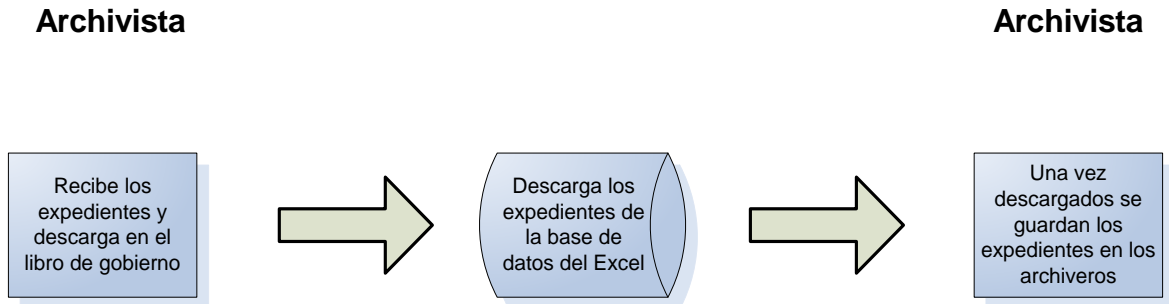 Archivista
Archivista
Recibe los
expedientes y
descarga en el
libro de gobierno
Descarga los
expedientes de
la base de
datos del Excel
Una vez
descargados se
guardan los
expedientes en los
archiveros